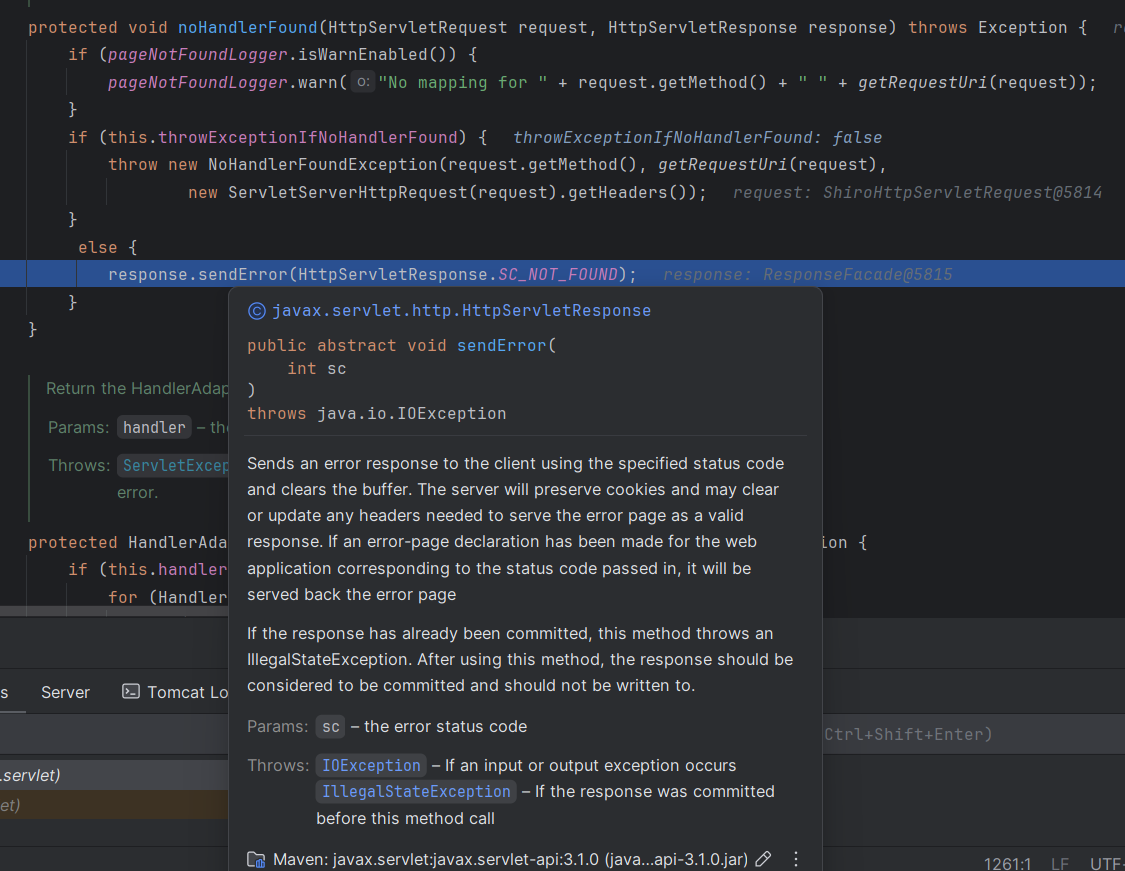 protected void noHandlerFound(HttpServletRequest request, HttpServletResponse response) throws Exception {
if (pageNotFoundLogger.isWarnEnabled()) {
pageNotFoundLogger.warn( o: "No mapping for " + request.getMethod() + " " + getRequestUri(request));
}
if (this.throwExceptionIfNoHandlerFound) { throwExceptionIfNoHandlerFound: false
throw new NoHandlerFoundException(request.getMethod(), getRequestUri(request),
new ServletServerHttpRequest(request).getHeaders()); request: ShiroHttpServletRequest@5814
}
else {
response.sendError(HttpServletResponse.SC_NOT_FOUND); response: ResponseFacade@5815
}
}
javax.servlet.http.HttpServletResponse
public abstract void sendError(
int sc
)
throws java.io.IOException
Sends an error response to the client using the specified status code
and clears the buffer. The server will preserve cookies and may clear
or update any headers needed to serve the error page as a valid
response. If an error-page declaration has been made for the web
application corresponding to the status code passed in, it will be
served back the error page
If the response has already been committed, this method throws an
IllegalStateException. After using this method, the response should be
considered to be committed and should not be written to.
Params: sc – the error status code
Throws: IOException – If an input or output exception occurs
IllegalStateException – If the response was committed
before this method call
Maven: javax.servlet:javax.servlet-api:3.1.0 (java...api-3.1.0.jar)
Return the HandlerAdap
Params: handler – the
Throws: ServletExcep
error.
protected HandlerAda ion {
if (this.handler
for (Handler
s Server Tomcat Lo
Ctrl+Shift+Enter)
.servlet)
et)
1261:1 LF UTF-